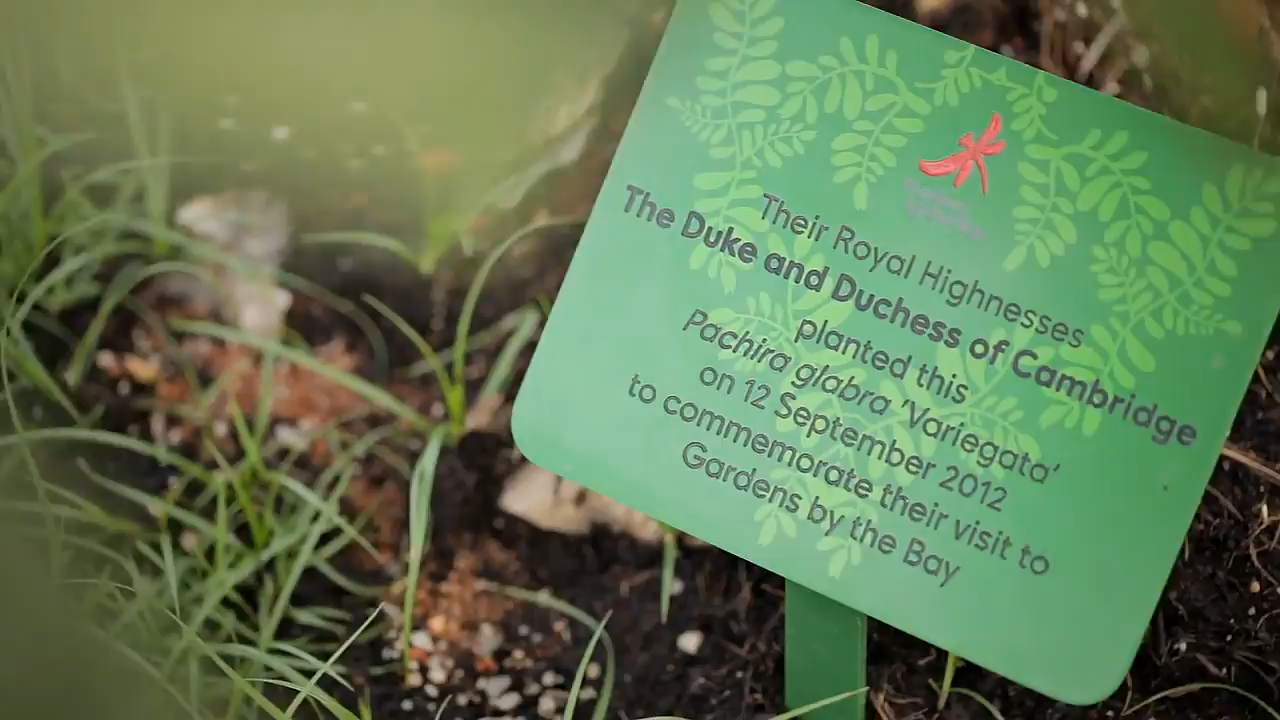 Their Royal Highnesses
The Duke and Duchess of Cambridge
planted this
Pachira glabra 'Variegata'
on 12 September 2012
to commemorate their visit to
Gardens by the Bay